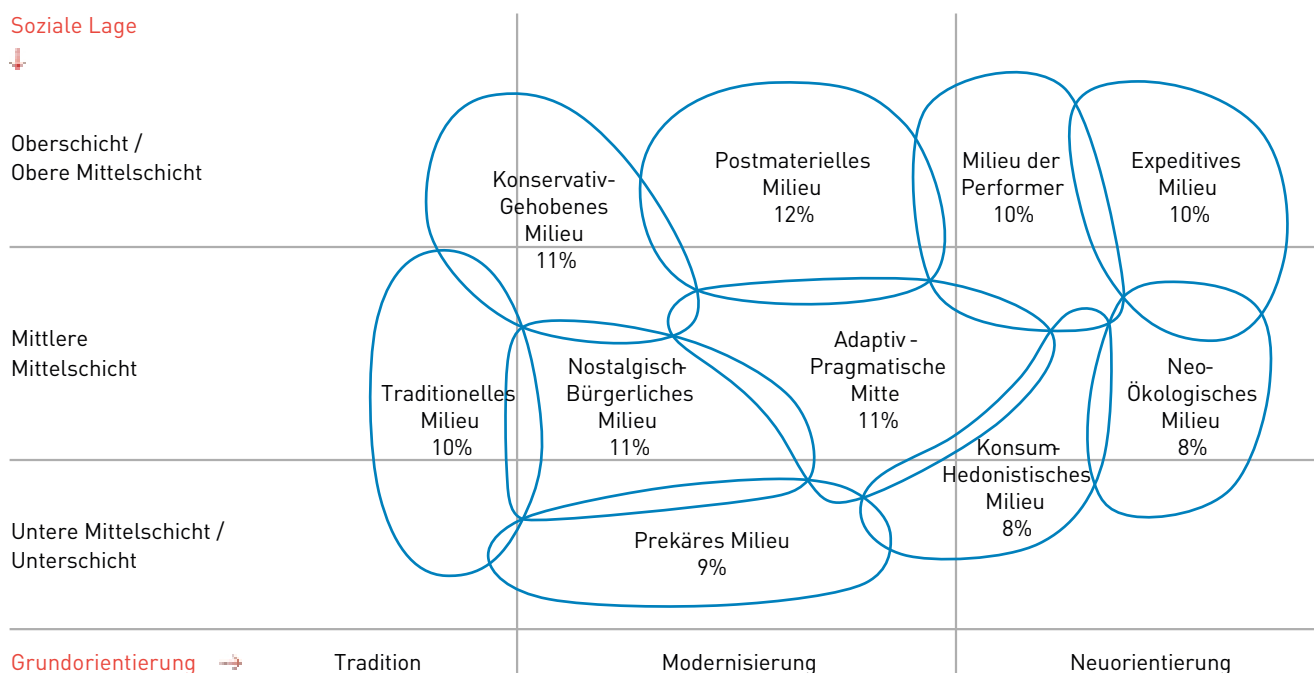 Soziale Lage
Oberschicht /
Obere Mittelschicht
Konservativ-
Gehobenes
Milieu
11%
Postmaterielles
Milieu
12%
Milieu der
Performer
10%
Expeditives
Milieu
10%
Mittlere
Mittelschicht
Traditionelles
Milieu
10%
Nostalgisch-
Bürgerliches
Milieu
11%
Adaptiv-
Pragmatische
Mitte
11%
Konsum-
Hedonistisches
Milieu
8%
Neo-
Ökologisches
Milieu
8%
Untere Mittelschicht /
Unterschicht
Prekäres Milieu
9%
Grundorientierung
Tradition
Modernisierung
Neuorientierung